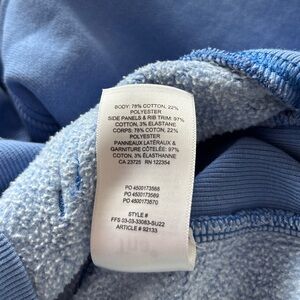 BODY: 78% COTTON, 22%
POLYESTER
SIDE PANELS & RIB TRIM: 97%
COTTON, 3% ELASTANE
CORPS: 78% COTON, 22%
POLYESTER
PANNEAUX LATÉRAUX &
GARNITURE CÔTELÉE: 97%
COTON, 3% ÉLASTHANNE
CA 23725 RN 122354
PO 4500173568
PO 4500173569
PO 4500173570
STYLE #
FFS 03-03-33083-SU22
ARTICLE # 92133